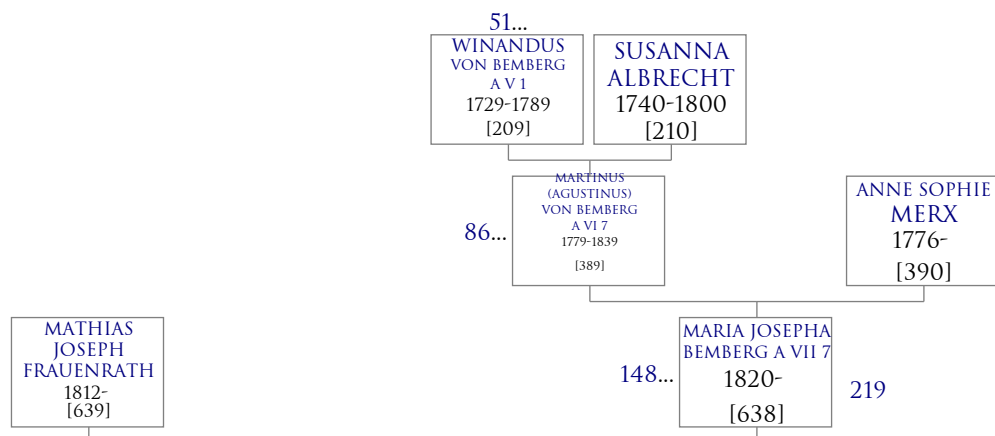 51...
WINANDUS
VON BEMBERG
A V 1
1729-1789
[209]
SUSANNA
ALBRECHT
1740-1800
[210]
MARTINUS
(AGUSTINUS)
VON BEMBERG
A VI 7
1779-1839
[389]
86...
ANNE SOPHIE
MERX
1776-
[390]
MATHIAS
JOSEPH
FRAUENRATH
1812-
[639]
MARIA JOSEPHA
BEMBERG A VII 7
1820-
[638]
148...
219